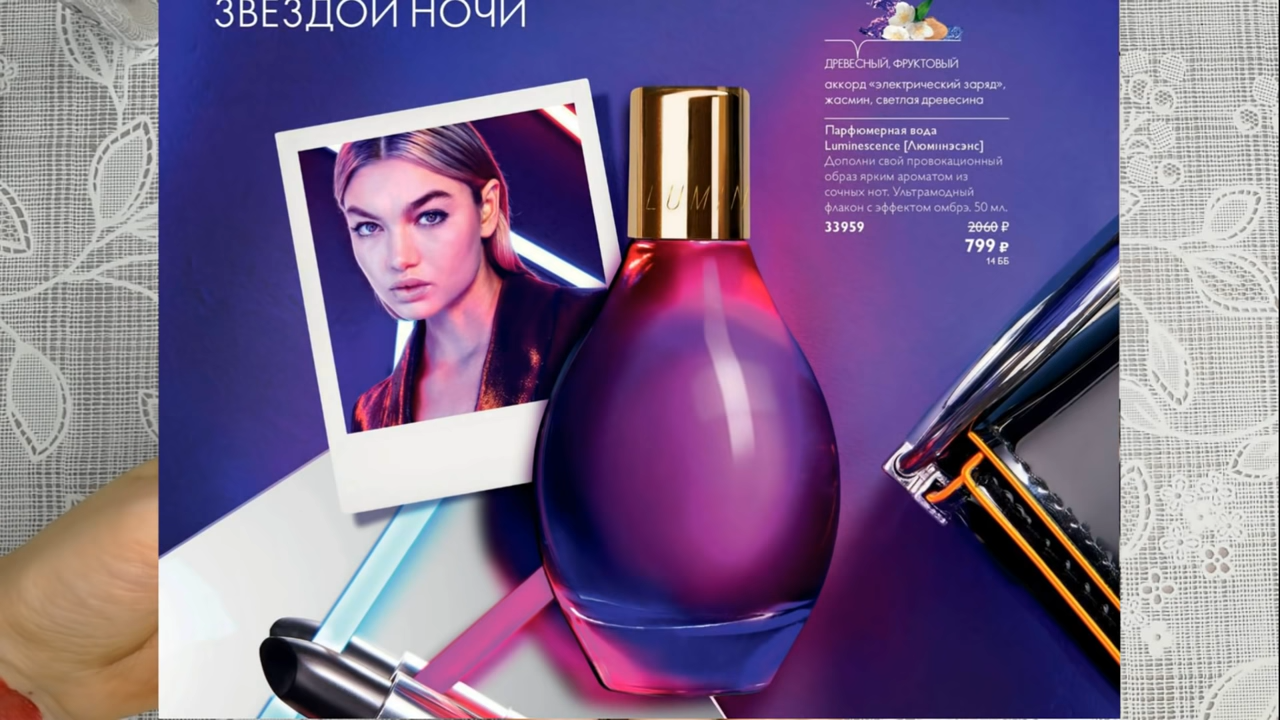 ЗВЕЗДОЙ НОЧИ
ДРЕВЕСНЫЙ, ФРУКТОВЫЙ
аккорд «электрический заряд»,
жасмин, светлая древесина
Парфюмерная вода
Luminescence [Люминэсэнс]
Дополни свой провокационный
образ ярким ароматом из
сочных нот. Ультрамодный
флакон с эффектом омбрэ. 50 мл.
33959 2060 ₽
799 ₽
14 ББ
LUMIN